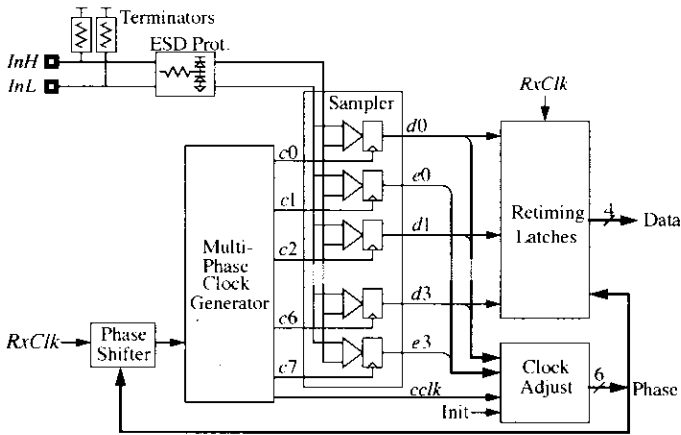 Terminators
ESD Prot.
InH
InL
Sampler
RxClk
d0
c0
e0
c1
d1
c2
Multi-
Phase
Clock
Generator
Retiming
Latches
4
Data
d3
c6
RxClk
Phase
Shifter
e3
c7
cclk
Clock
Adjust
6
Phase
Init